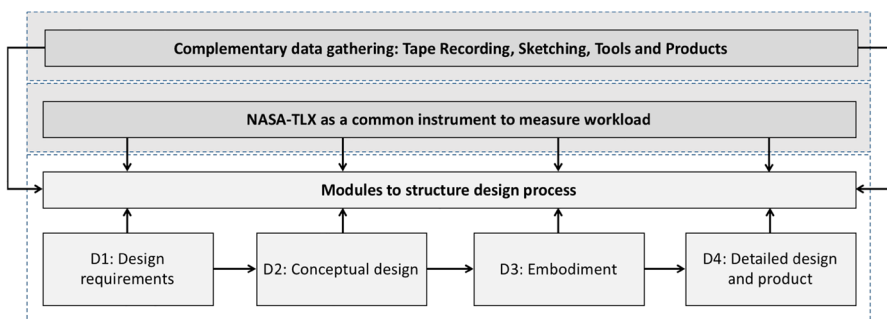 Complementary data gathering: Tape Recording, Sketching, Tools and Products
NASA-TLX as a common instrument to measure workload
Modules to structure design process
D1: Design
requirements
D2: Conceptual design
D3: Embodiment
D4: Detailed design
and product